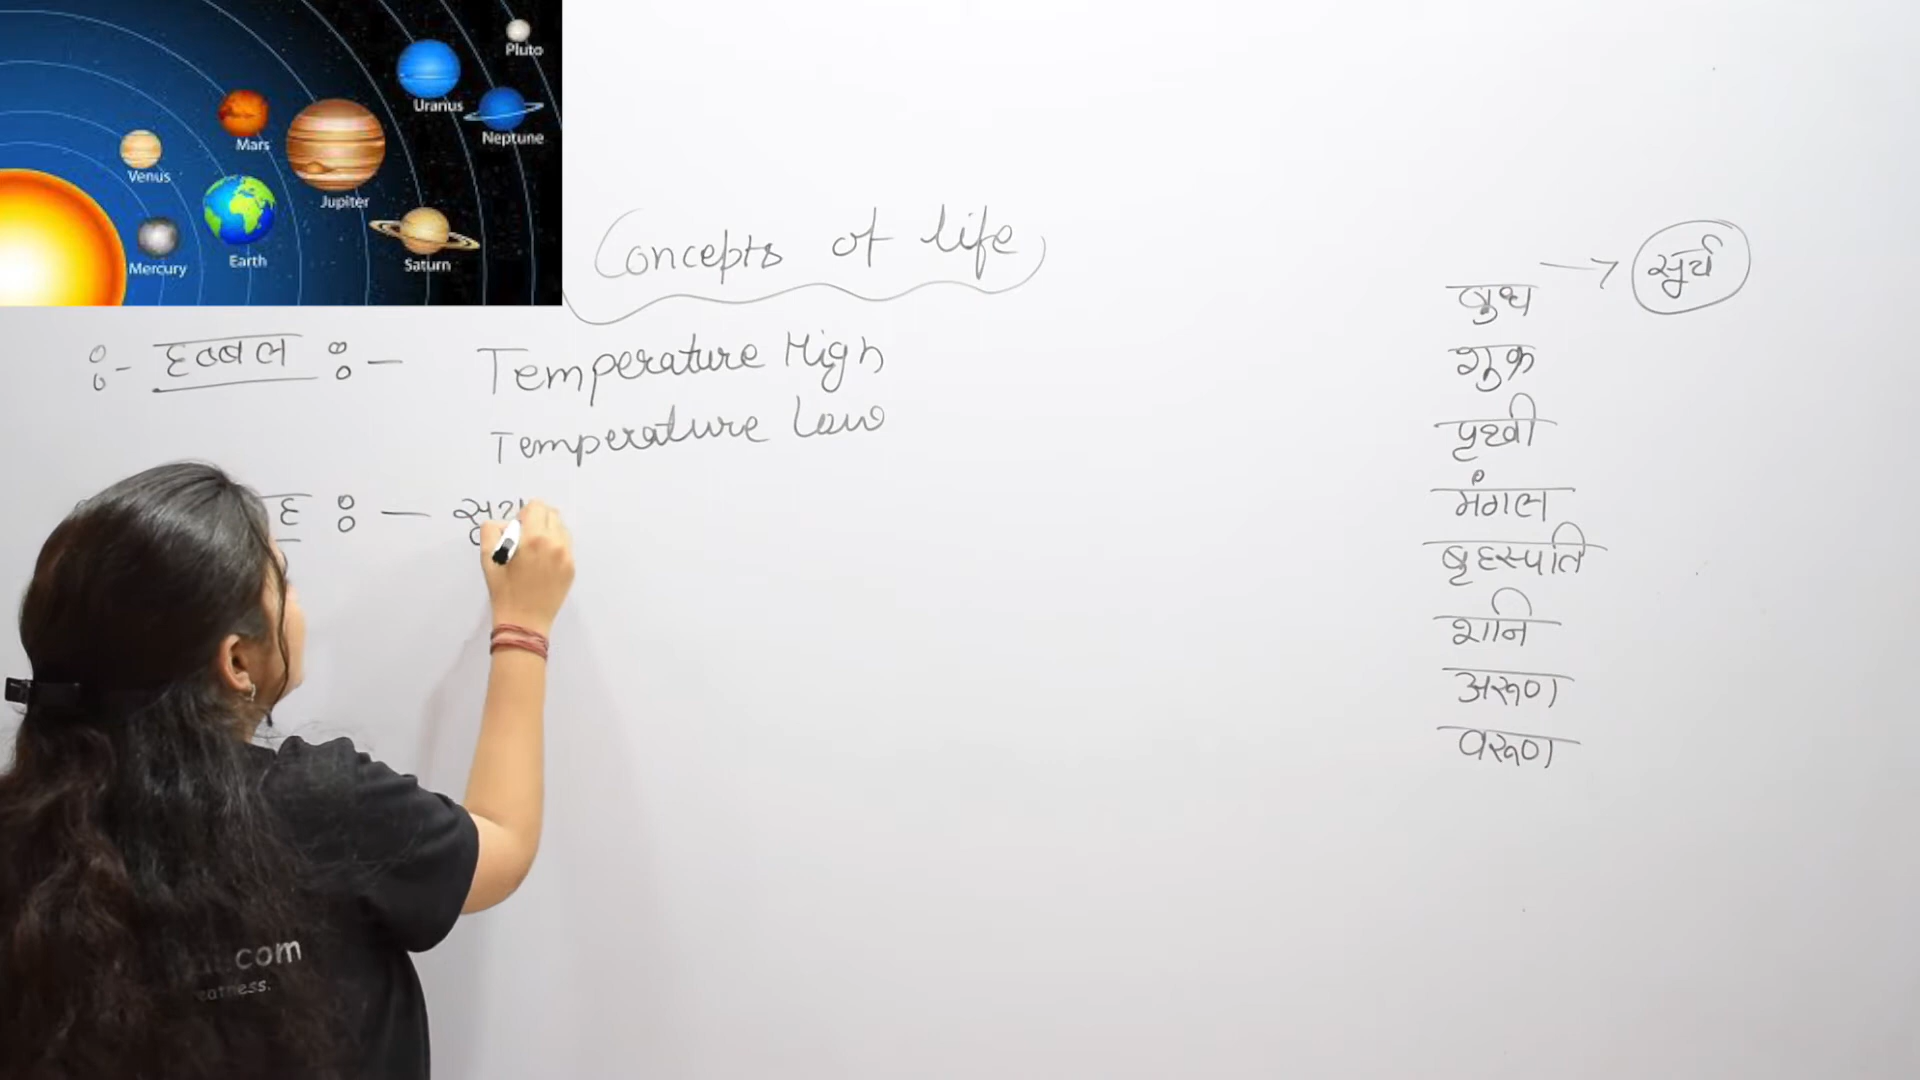 Pluto
Uranus
Neptune
Mars
Venus
Jupiter
Earth
Mercury
Saturn
Concepts of life
:- हब्बल :- Temperature High
Temperature Low
ह :- सूय
बुध → सूर्य
शुक्र
पृथ्वी
मंगल
बृहस्पति
शनि
अरूण
वरूण
.com